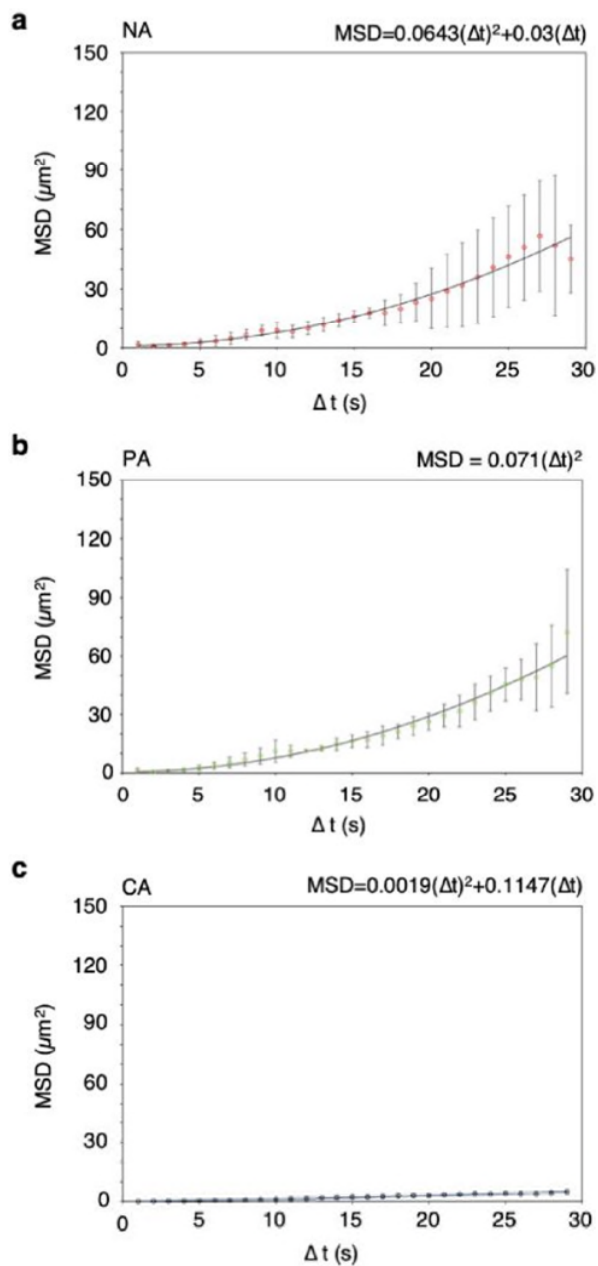 a
NA MSD=0.0643(Δt)²+0.03(Δt)
150
120
90
60
30
0
MSD (µm²)
0 5 10 15 20 25 30
Δ t (s)
b
PA MSD = 0.071(Δt)²
150
120
90
60
30
0
MSD (µm²)
0 5 10 15 20 25 30
Δ t (s)
c
CA MSD=0.0019(Δt)²+0.1147(Δt)
150
120
90
60
30
0
MSD (µm²)
0 5 10 15 20 25 30
Δ t (s)